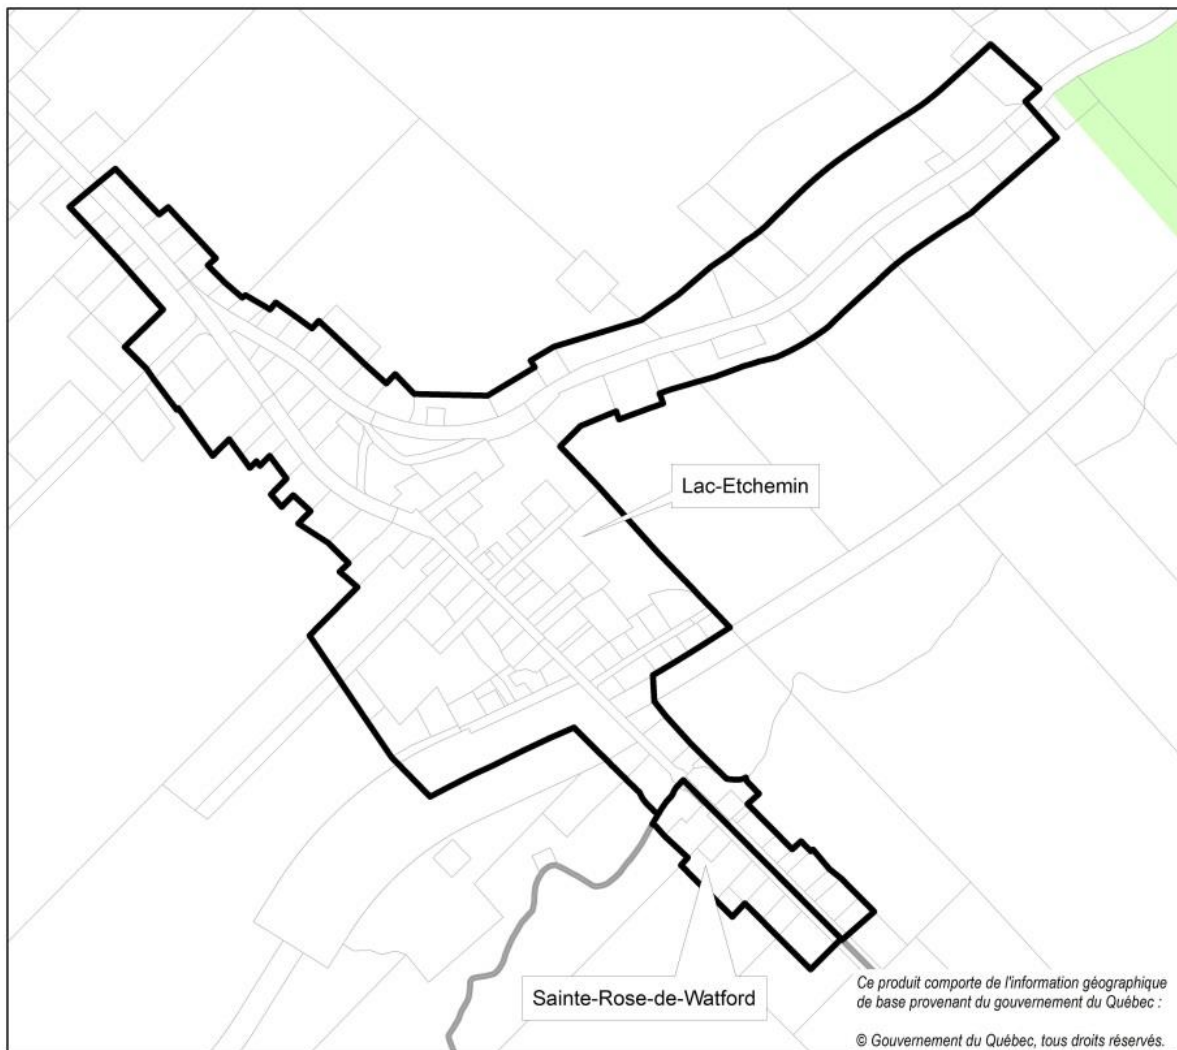 Lac-Etchemin
Sainte-Rose-de-Watford
Ce produit comporte de l'information géographique
de base provenant du gouvernement du Québec :
© Gouvernement du Québec, tous droits réservés.